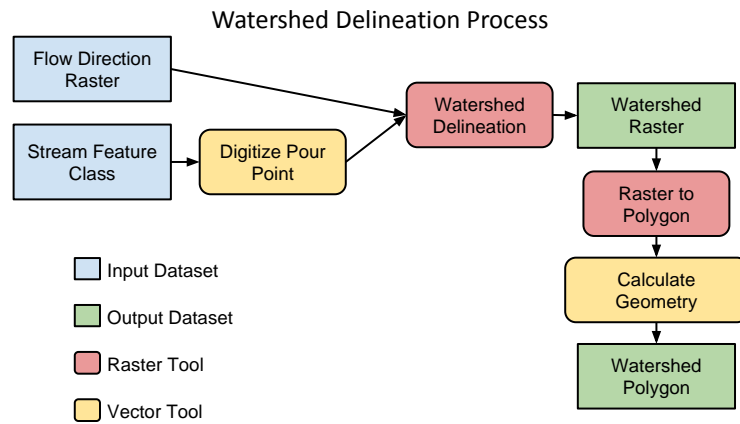 Watershed Delineation Process
Flow Direction
Raster
Stream Feature
Class
Digitize Pour
Point
Watershed
Delineation
Watershed
Raster
Raster to
Polygon
Calculate
Geometry
Watershed
Polygon
Input Dataset
Output Dataset
Raster Tool
Vector Tool